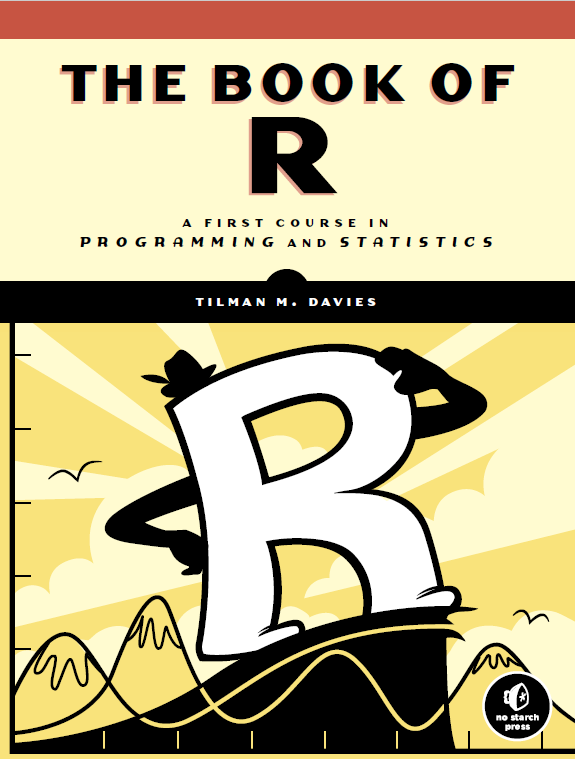 THE BOOK OF
R
A FIRST COURSE IN
PROGRAMMING AND STATISTICS
TILMAN M. DAVIES
R
no starch
press